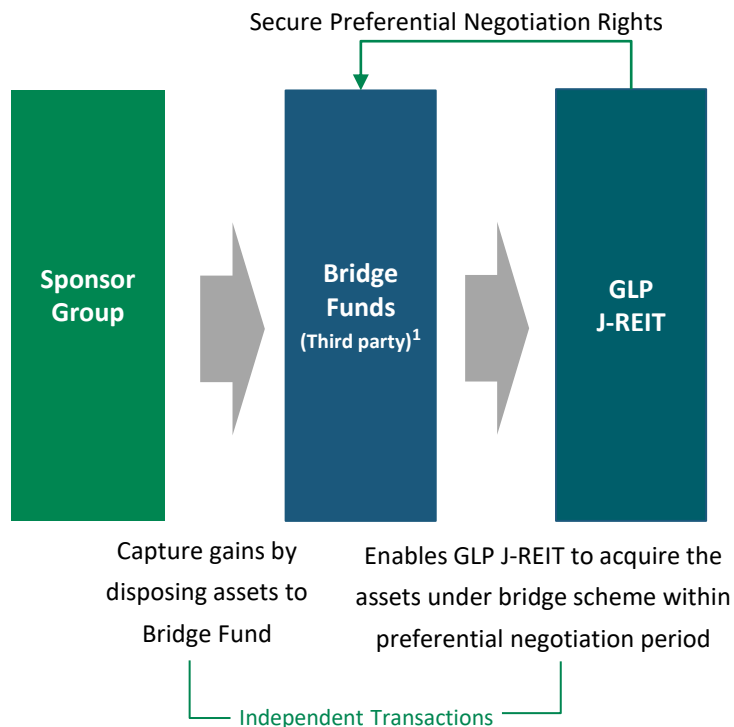 Secure Preferential Negotiation Rights
Sponsor
Group
Bridge
Funds
(Third party)1
GLP
J-REIT
Capture gains by
disposing assets to
Bridge Fund
Enables GLP J-REIT to acquire the
assets under bridge scheme within
preferential negotiation period
Independent Transactions